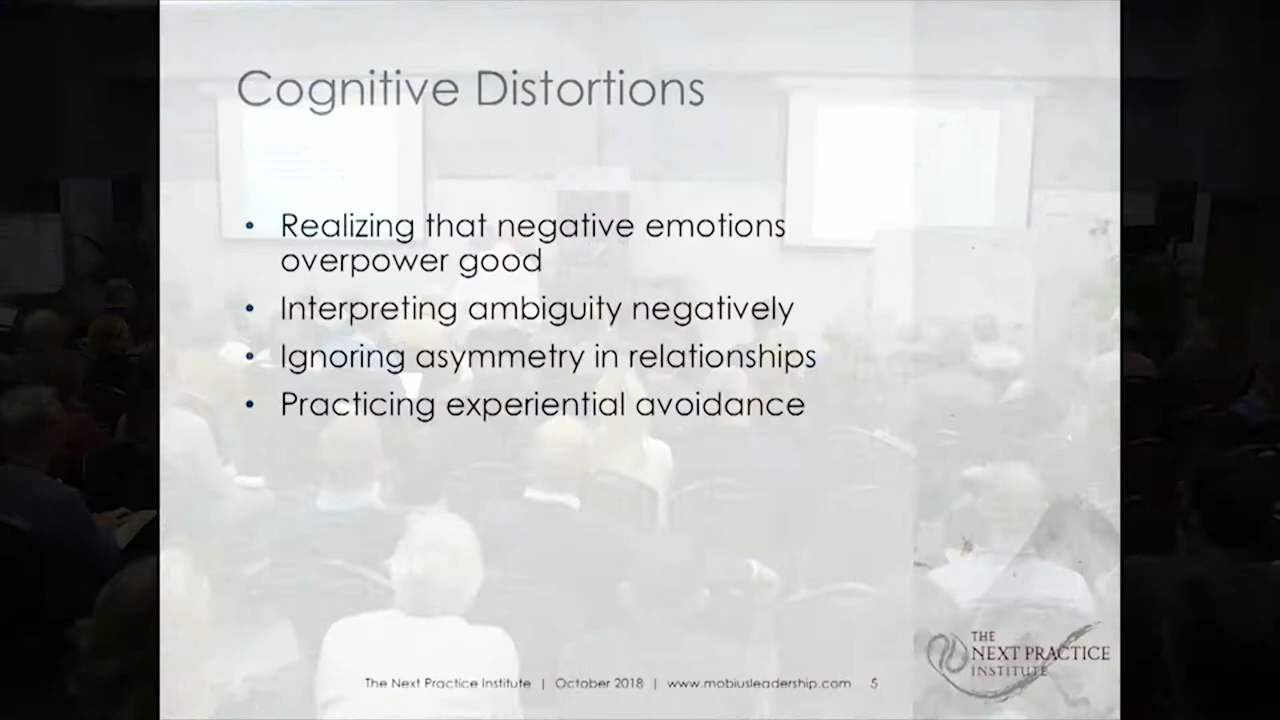 Cognitive Distortions
• Realizing that negative emotions
overpower good
• Interpreting ambiguity negatively
• Ignoring asymmetry in relationships
• Practicing experiential avoidance
The Next Practice Institute | October 2018 | www.mobiusleadership.com 5
THE
NEXT PRACTICE
INSTITUTE